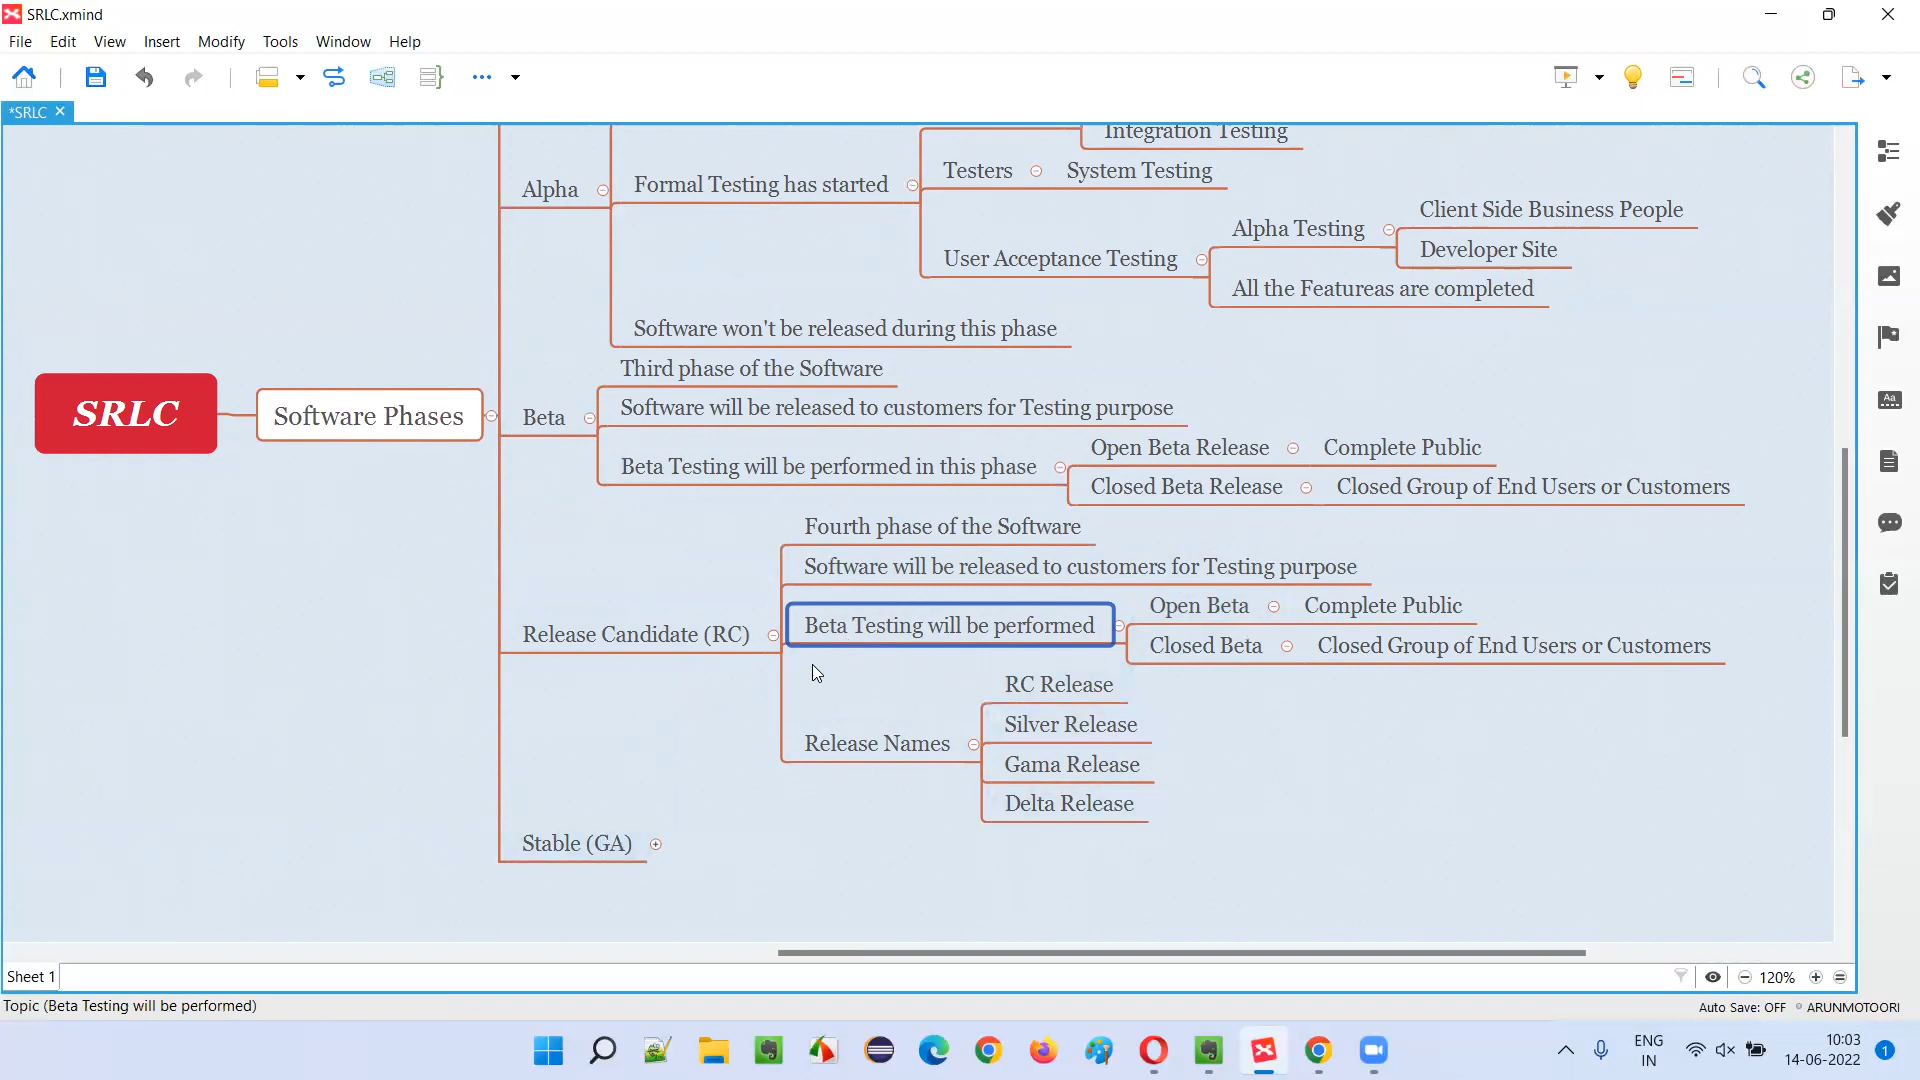 SRLC.xmind
File Edit View Insert Modify Tools Window Help
*SRLC
Integration Testing
Testers System Testing
Alpha Formal Testing has started
Client Side Business People
Alpha Testing
Developer Site
User Acceptance Testing
All the Featureas are completed
Software won't be released during this phase
Third phase of the Software
Software will be released to customers for Testing purpose
SRLC Software Phases Beta
Open Beta Release Complete Public
Beta Testing will be performed in this phase
Closed Beta Release Closed Group of End Users or Customers
Fourth phase of the Software
Software will be released to customers for Testing purpose
Open Beta Complete Public
Beta Testing will be performed
Release Candidate (RC)
Closed Beta Closed Group of End Users or Customers
RC Release
Silver Release
Release Names
Gama Release
Delta Release
Stable (GA)
Sheet 1
120%
Topic (Beta Testing will be performed)
Auto Save: OFF ARUNMOTOORI
ENG
IN
10:03
14-06-2022
1
Aa